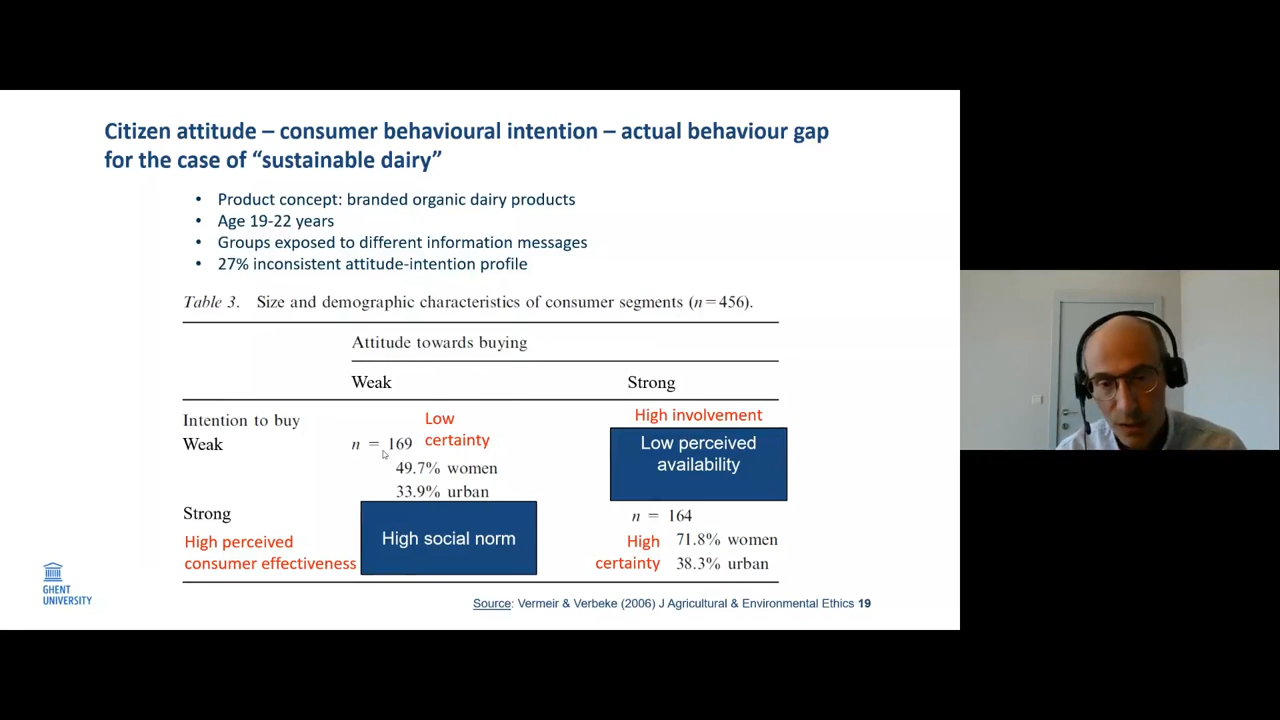 Citizen attitude – consumer behavioural intention – actual behaviour gap
for the case of “sustainable dairy”
• Product concept: branded organic dairy products
• Age 19-22 years
• Groups exposed to different information messages
• 27% inconsistent attitude-intention profile
Table 3. Size and demographic characteristics of consumer segments (n=456).
Attitude towards buying
Weak Strong
Intention to buy
Low
certainty
High involvement
Weak
n = 169
49.7% women
33.9% urban
Low perceived
availability
Strong
High perceived
consumer effectiveness
High social norm
n = 164
High
certainty
71.8% women
38.3% urban
GHENT
UNIVERSITY
Source: Vermeir & Verbeke (2006) J Agricultural & Environmental Ethics 19